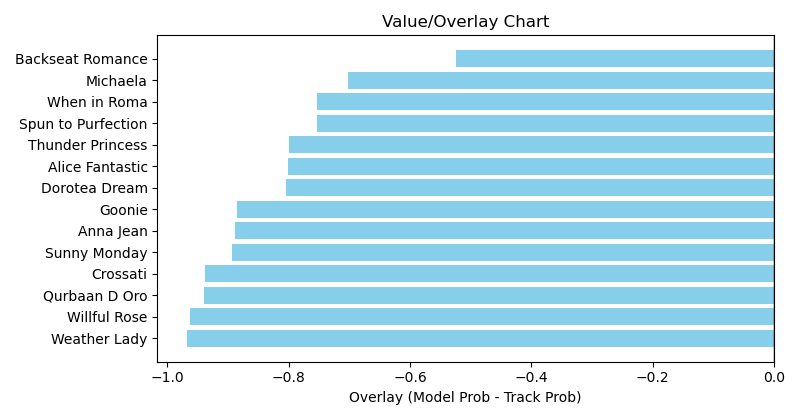 Value/Overlay Chart
Backseat Romance
Michaela
When in Roma
Spun to Purfection
Thunder Princess
Alice Fantastic
Dorotea Dream
Goonie
Anna Jean
Sunny Monday
Crossati
Qurbaan D Oro
Willful Rose
Weather Lady
−1.0 −0.8 −0.6 −0.4 −0.2 0.0
Overlay (Model Prob - Track Prob)